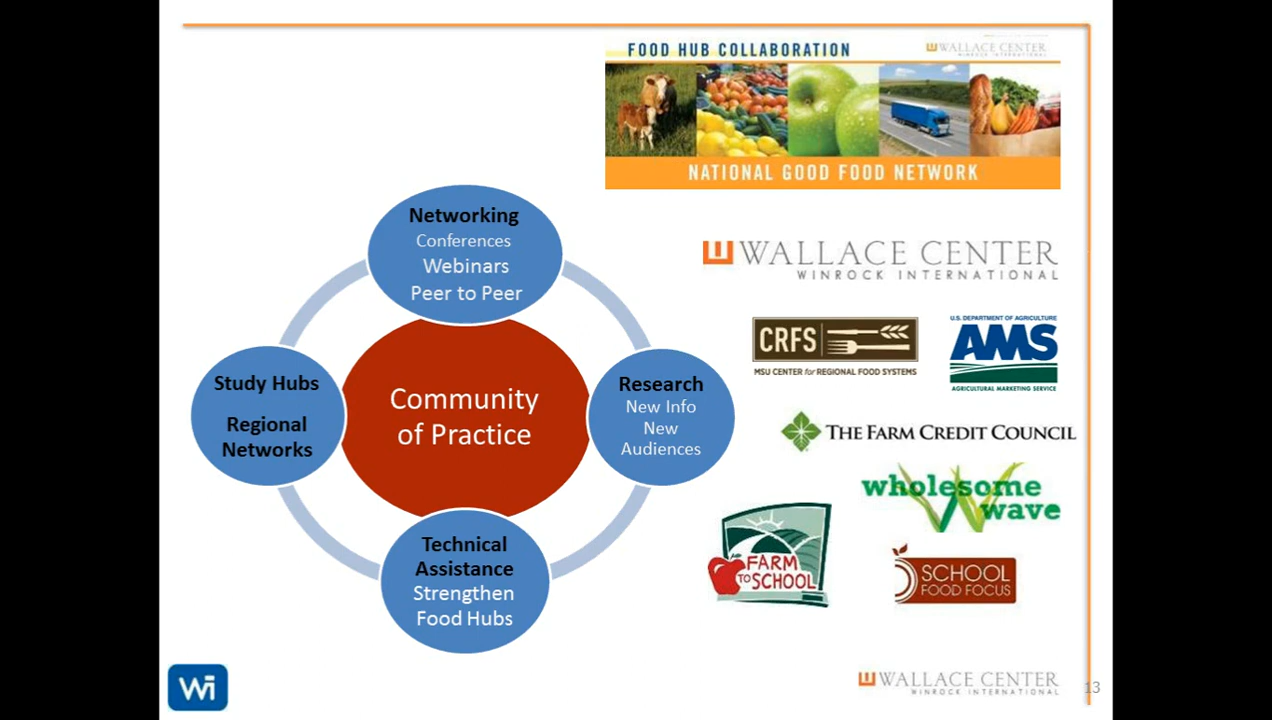 FOOD HUB COLLABORATION
WALLACE CENTER
WINROCK INTERNATIONAL
NATIONAL GOOD FOOD NETWORK
Networking
Conferences
Webinars
Peer to Peer
Study Hubs
Regional
Networks
Community
of Practice
Research
New Info
New
Audiences
Technical
Assistance
Strengthen
Food Hubs
WALLACE CENTER
WINROCK INTERNATIONAL
CRFS
MSU CENTER for REGIONAL FOOD SYSTEMS
U.S. DEPARTMENT OF AGRICULTURE
AMS
AGRICULTURAL MARKETING SERVICE
THE FARM CREDIT COUNCIL
wholesome
wave
FARM
TO SCHOOL
SCHOOL
FOOD FOCUS
Wi
WALLACE CENTER
WINROCK INTERNATIONAL
13